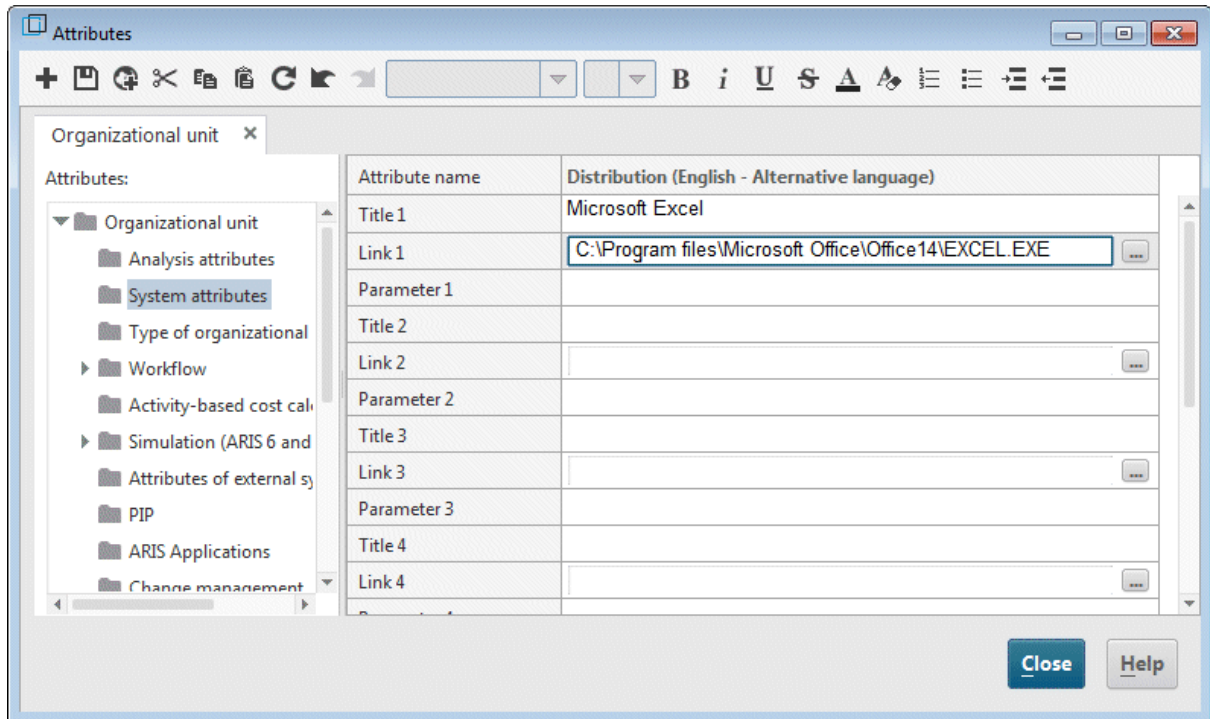 Attributes
B i U S A
Organizational unit
Attributes:
Organizational unit
Analysis attributes
System attributes
Type of organizational
Workflow
Activity-based cost cal
Simulation (ARIS 6 and
Attributes of external sy
PIP
ARIS Applications
Change management
Attribute name Distribution (English - Alternative language)
Title 1 Microsoft Excel
Link 1 C:\Program files\Microsoft Office\Office14\EXCEL.EXE ...
Parameter 1
Title 2
Link 2 ...
Parameter 2
Title 3
Link 3 ...
Parameter 3
Title 4
Link 4 ...
Close Help